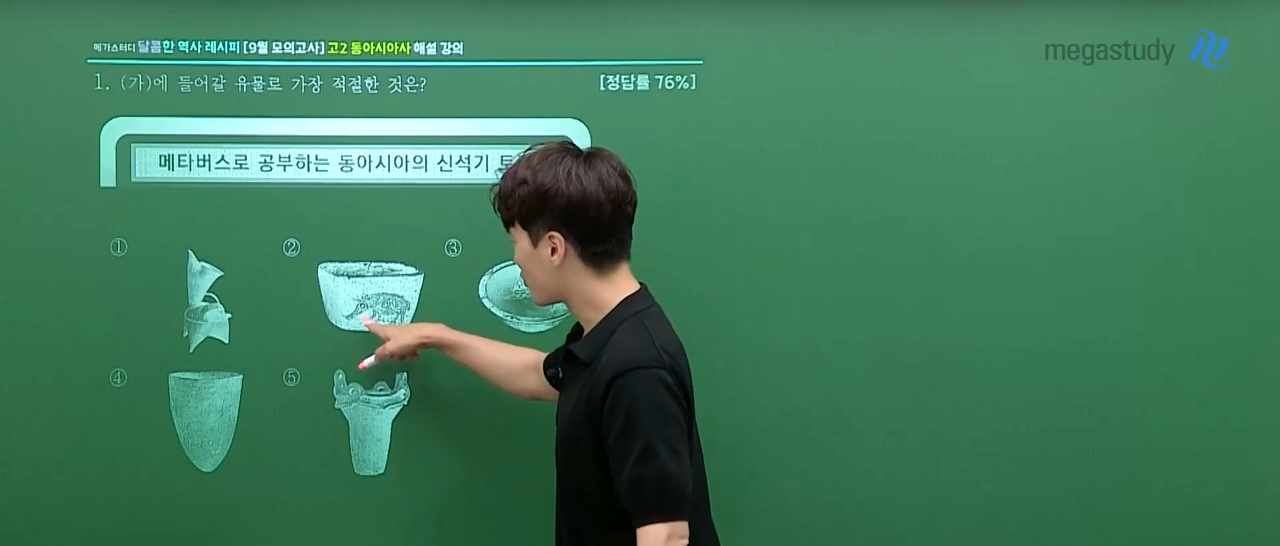 메가스터디 달콤한 역사 레시피 [9월 모의고사] 고2 동아시아사 해설 강의
megastudy
1. (가)에 들어갈 유물로 가장 적절한 것은?
[정답률 76%]
메타버스로 공부하는 동아시아의 신석기
①
②
③
④
⑤